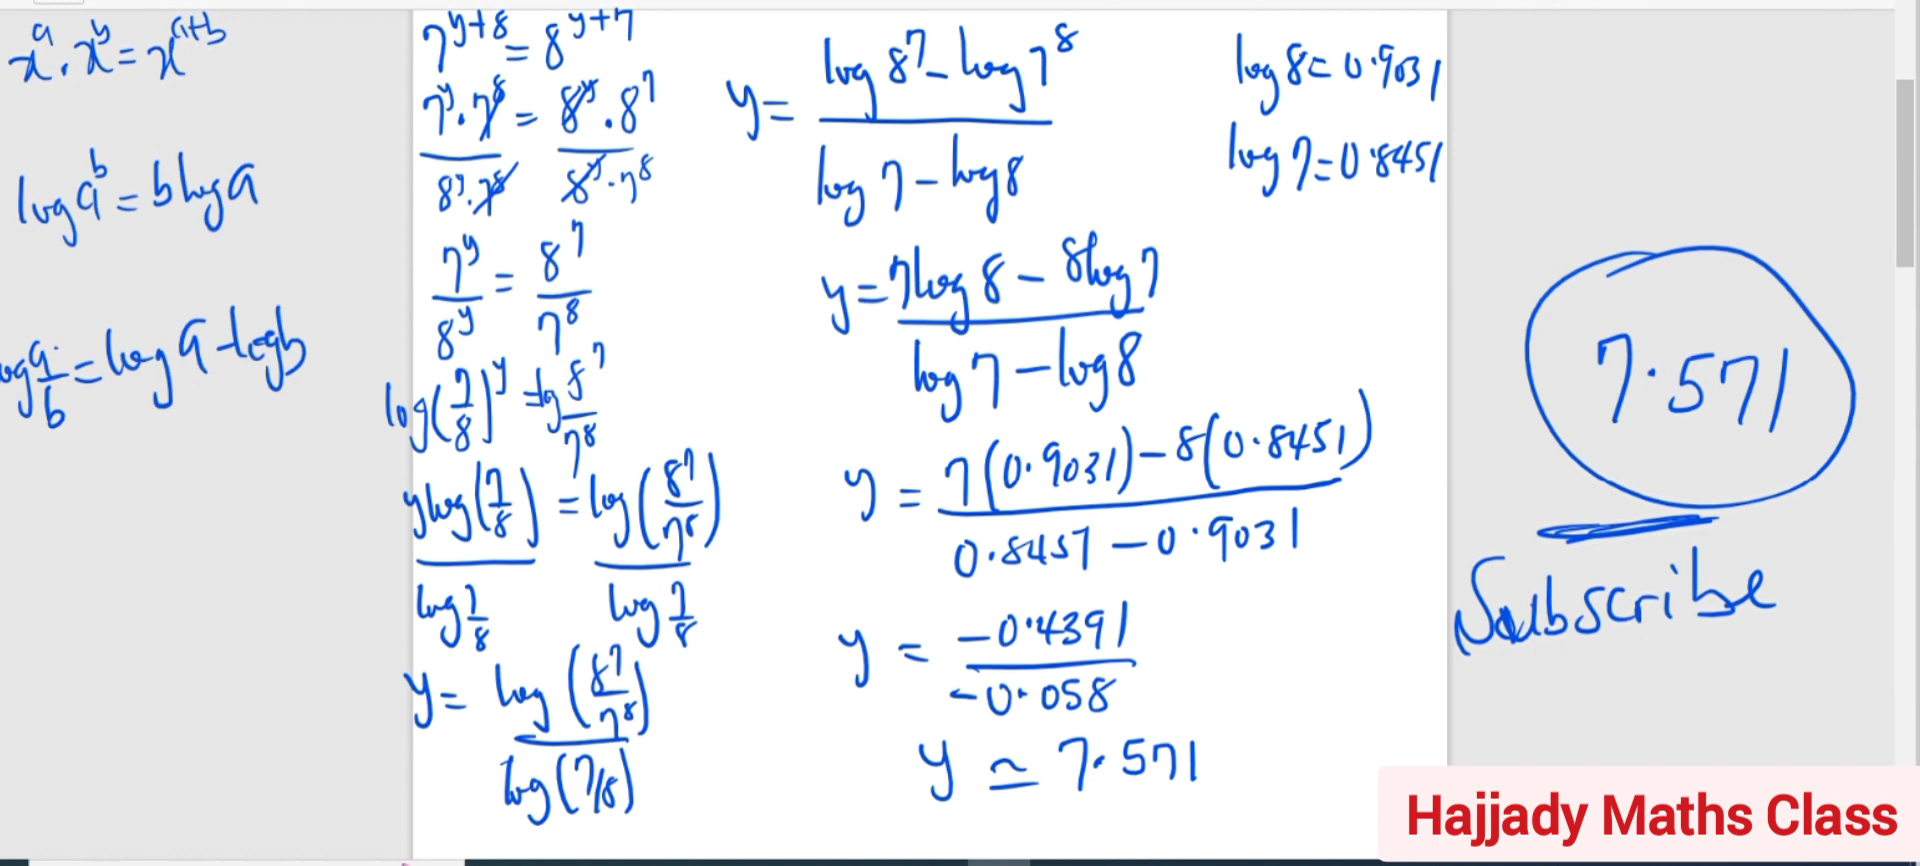 x^a . x^y = x^(a+b)
log a^b = b log a
log a/b = log a - log b
7^(y+8) = 8^(y+7)
7^y . 7^8 / 8^y . 7^8 = 8^y . 8^7 / 8^y . 7^8
7^y / 8^y = 8^7 / 7^8
log (7/8)^y = log 8^7 / 7^8
y log (7/8) / log 7/8 = log (8^7 / 7^8) / log 7/8
y = log (8^7 / 7^8) / log (7/8)
y = log 8^7 - log 7^8 / log 7 - log 8
y = 7 log 8 - 8 log 7 / log 7 - log 8
y = 7(0.9031) - 8(0.8451) / 0.8451 - 0.9031
y = -0.4391 / -0.058
y ≃ 7.571
log 8 = 0.9031
log 7 = 0.8451
7.571
Subscribe
Hajjady Maths Class